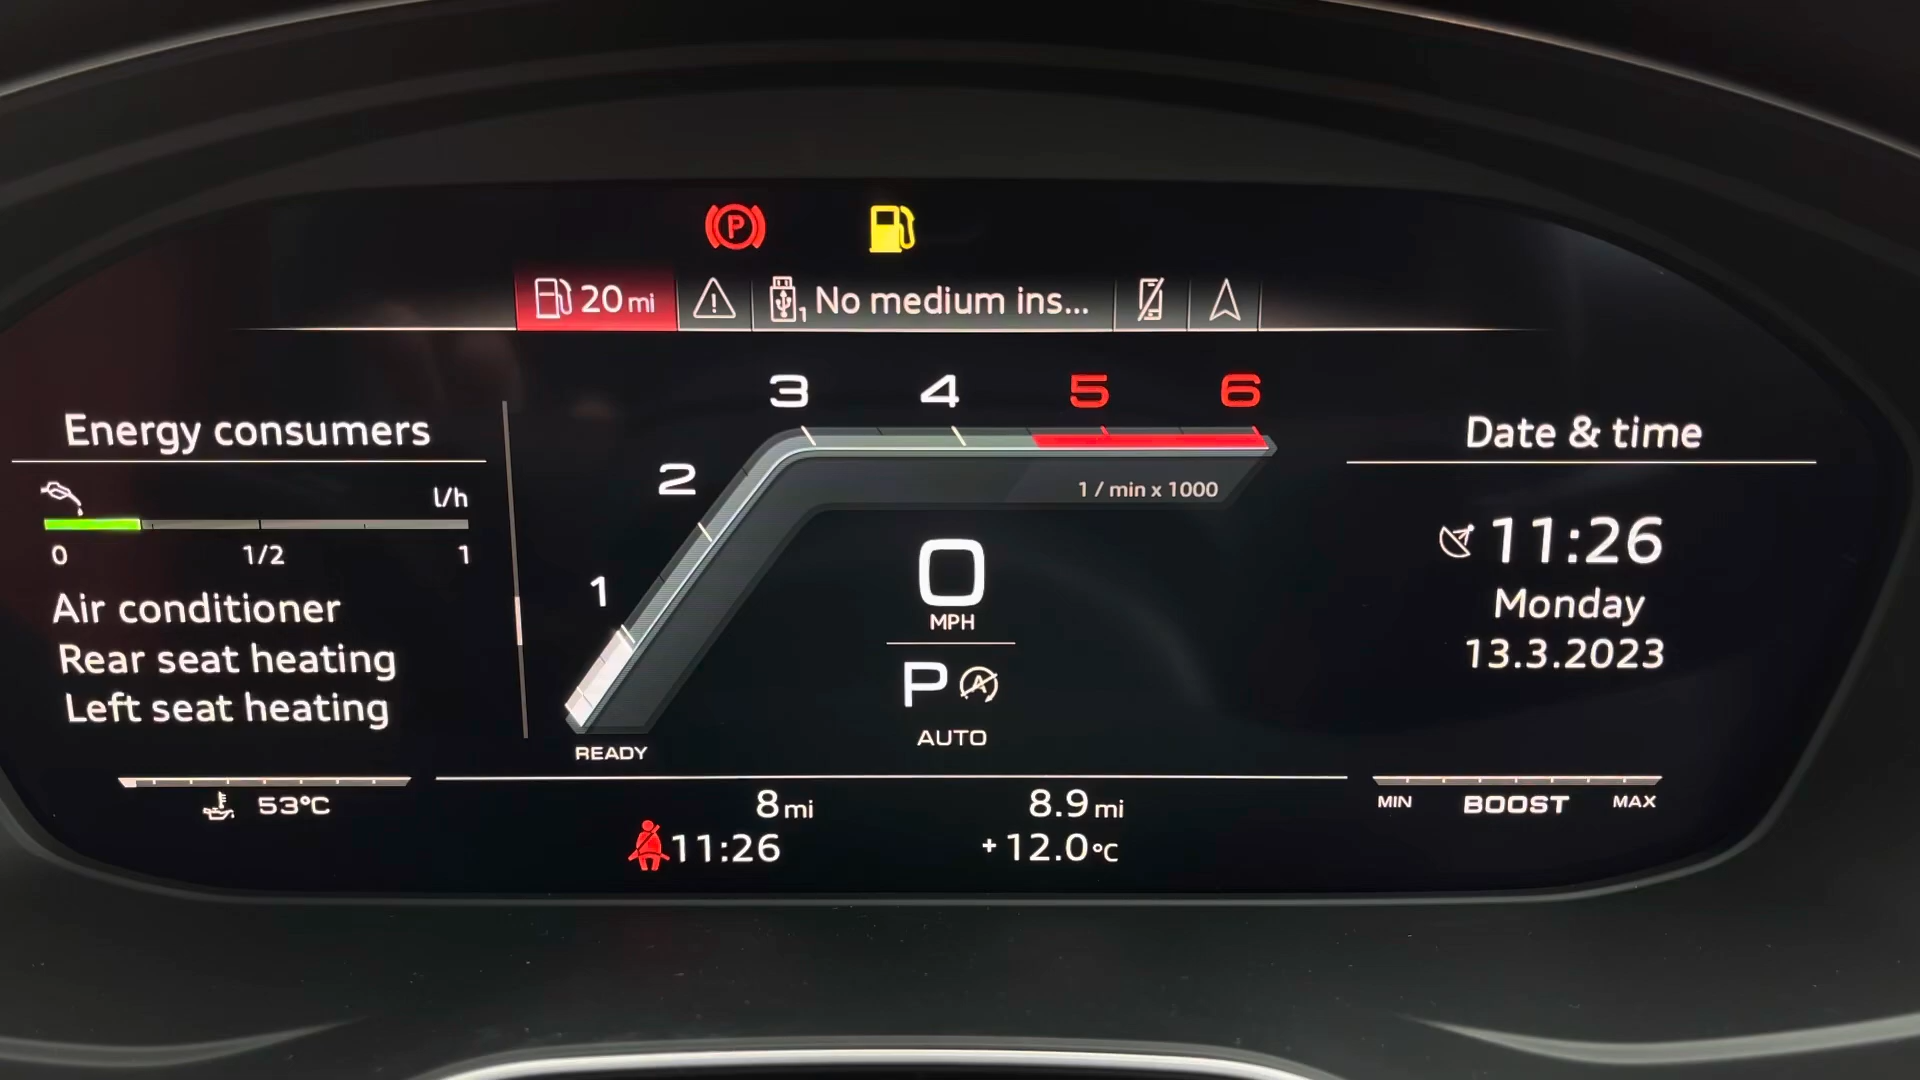 P
20 mi
1 No medium ins...
3 4 5 6
2
1
1 / min x 1000
READY
Energy consumers
l/h
0 1/2 1
Air conditioner
Rear seat heating
Left seat heating
53°C
0
MPH
P A
AUTO
Date & time
11:26
Monday
13.3.2023
MIN BOOST MAX
8 mi 8.9 mi
11:26 +12.0°C